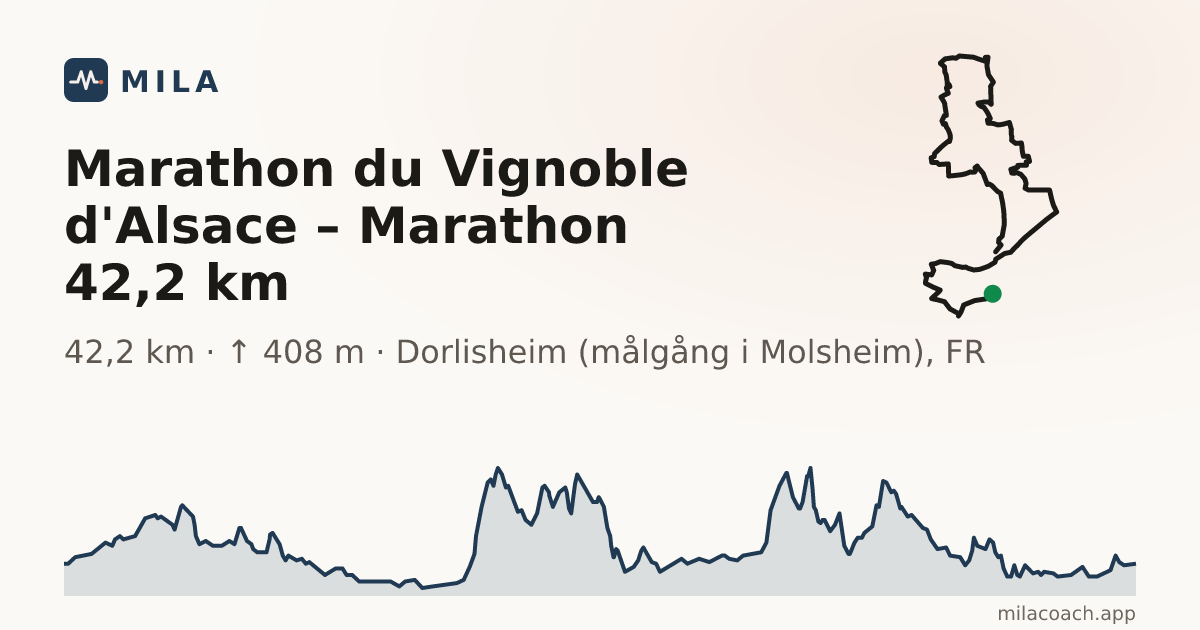 MILA
Marathon du Vignoble
d'Alsace – Marathon
42,2 km
42,2 km · ↑ 408 m · Dorlisheim (målgång i Molsheim), FR
milacoach.app